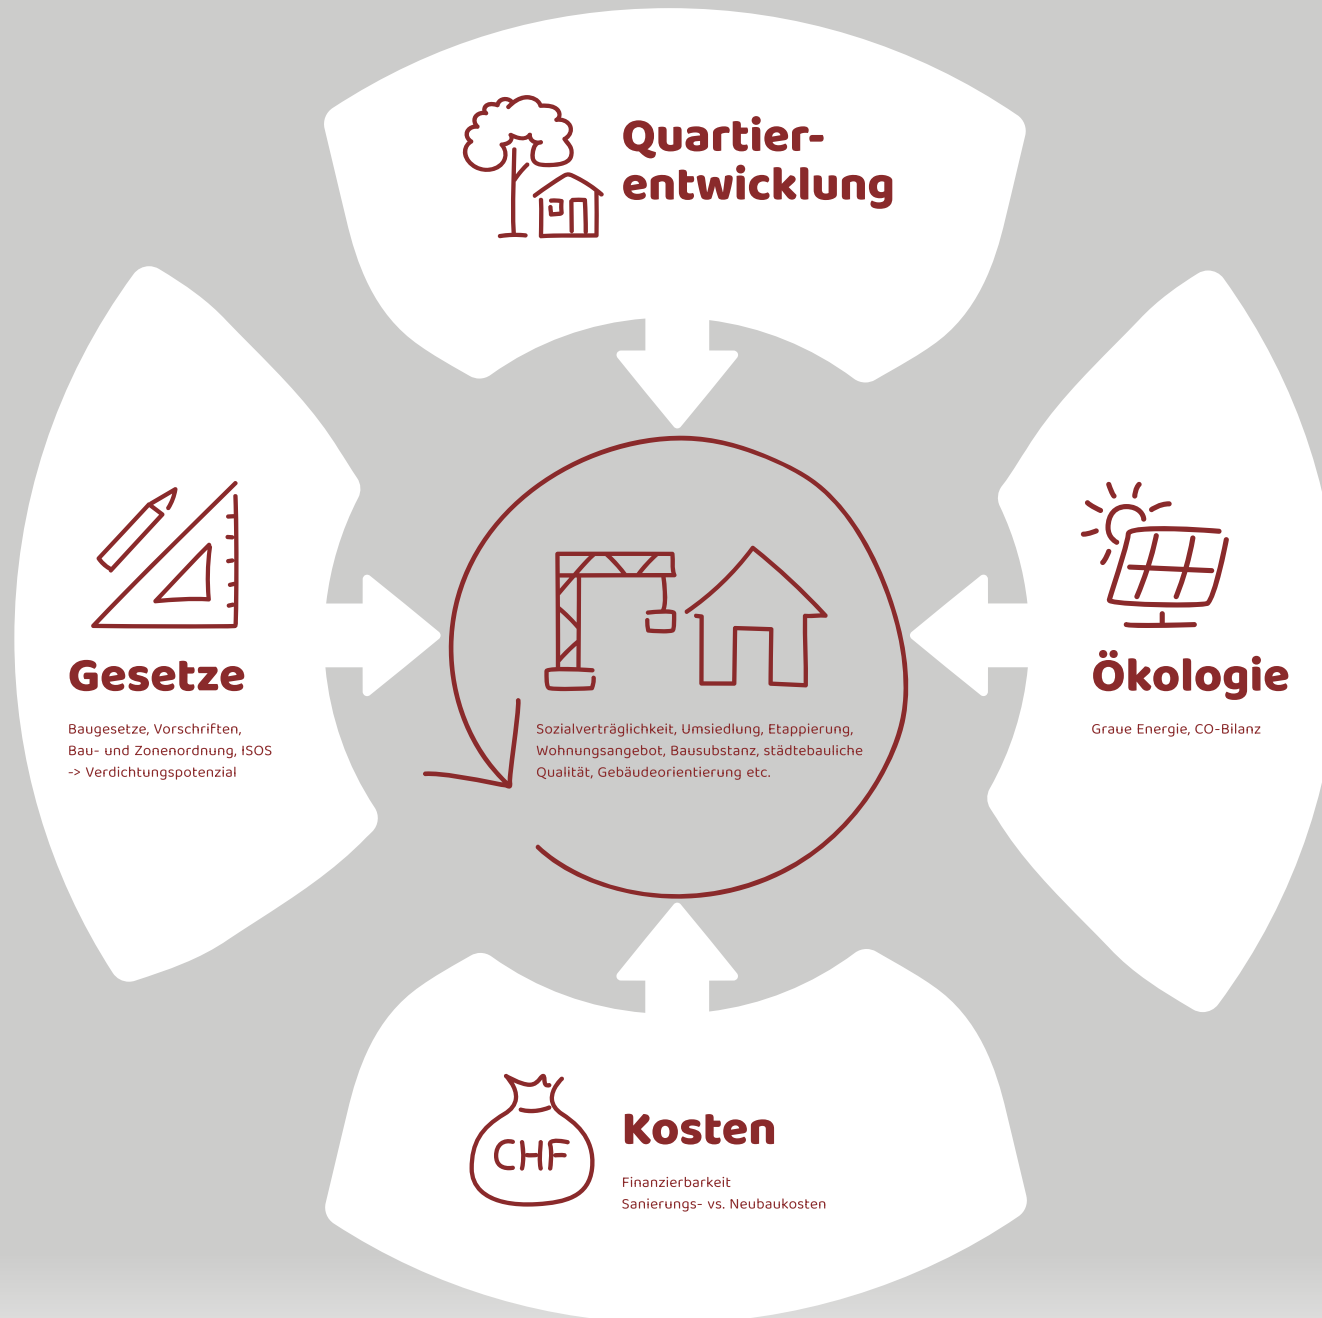 Quartier-
entwicklung
Gesetze
Baugesetze, Vorschriften,
Bau- und Zonenordnung, ISOS
-> Verdichtungspotenzial
Sozialverträglichkeit, Umsiedlung, Etappierung,
Wohnungsangebot, Bausubstanz, städtebauliche
Qualität, Gebäudeorientierung etc.
Ökologie
Graue Energie, CO-Bilanz
CHF
Kosten
Finanzierbarkeit
Sanierungs- vs. Neubaukosten